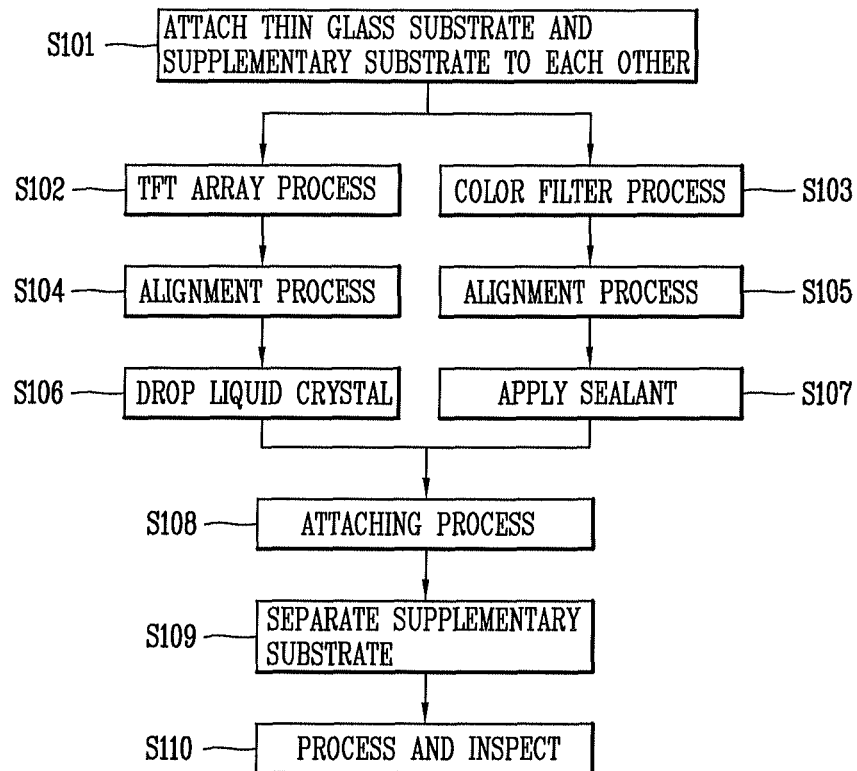 S101
ATTACH THIN GLASS SUBSTRATE AND
SUPPLEMENTARY SUBSTRATE TO EACH OTHER
S102
TFT ARRAY PROCESS
COLOR FILTER PROCESS
S103
S104
ALIGNMENT PROCESS
ALIGNMENT PROCESS
S105
S106
DROP LIQUID CRYSTAL
APPLY SEALANT
S107
S108
ATTACHING PROCESS
S109
SEPARATE SUPPLEMENTARY
SUBSTRATE
S110
PROCESS AND INSPECT